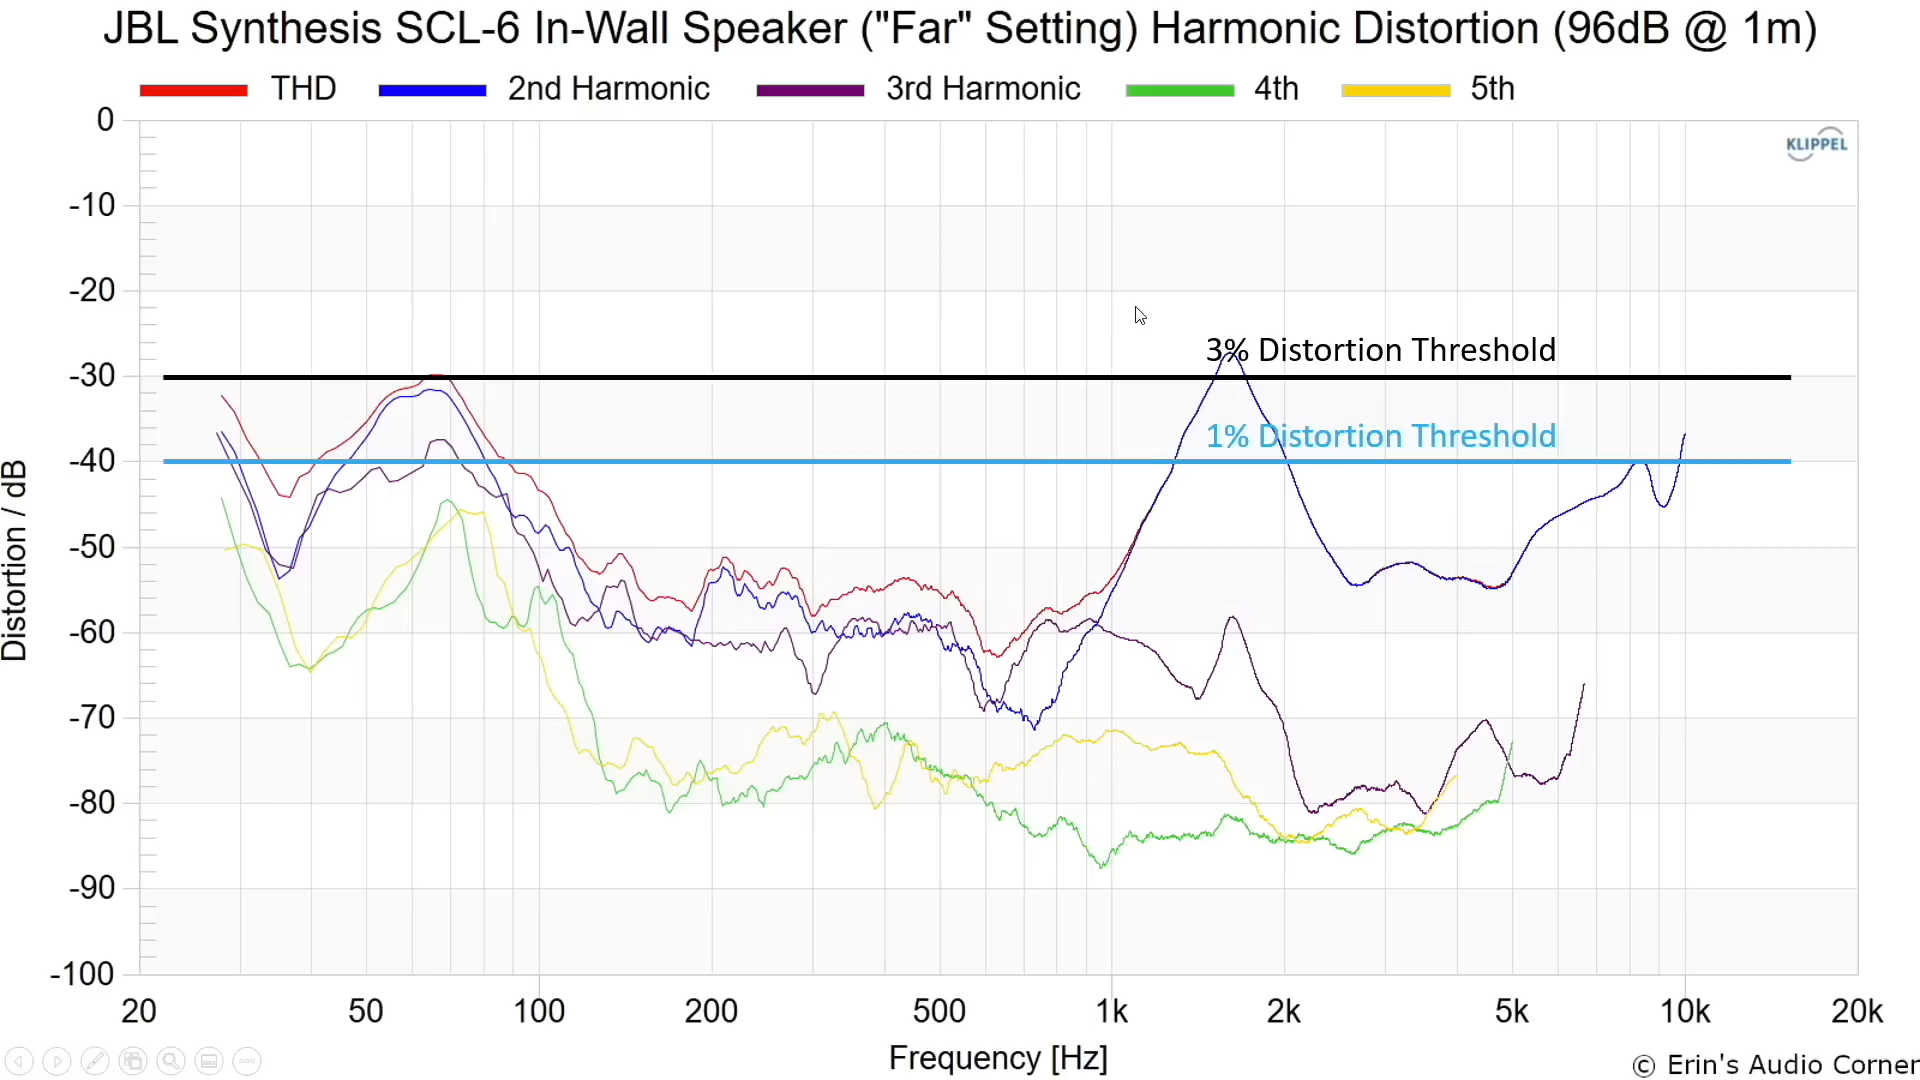 JBL Synthesis SCL-6 In-Wall Speaker ("Far" Setting) Harmonic Distortion (96dB @ 1m)
THD 2nd Harmonic 3rd Harmonic 4th 5th
KLIPPEL
0
-10
-20
-30
-40
-50
-60
-70
-80
-90
-100
Distortion / dB
3% Distortion Threshold
1% Distortion Threshold
20 50 100 200 500 1k 2k 5k 10k 20k
Frequency [Hz]
© Erin's Audio Corner